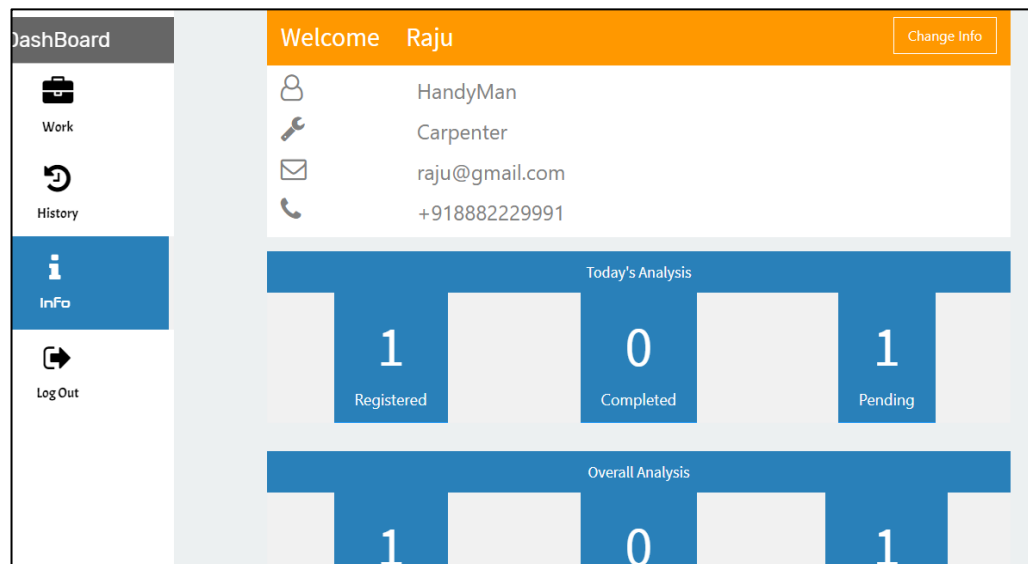 DashBoard
Work
History
InFo
Log Out
Welcome Raju
Change Info
HandyMan
Carpenter
raju@gmail.com
+918882229991
Today's Analysis
1 0 1
Registered Completed Pending
Overall Analysis
1 0 1